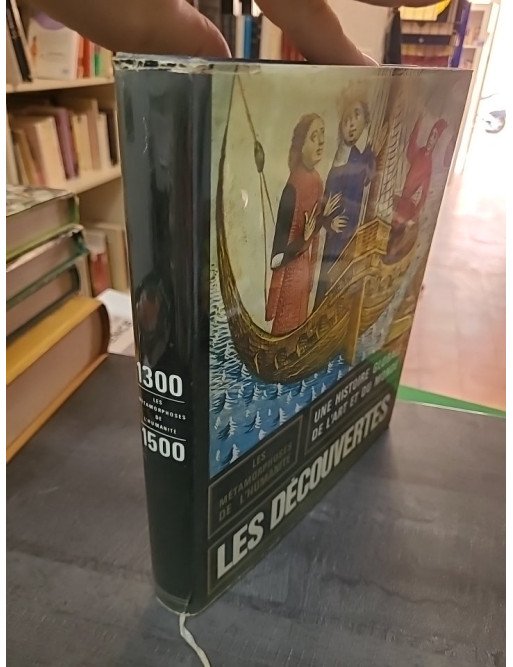 1300
LES
MÉTAMORPHOSES
DE
L'HUMANITÉ
1500
LES
MÉTAMORPHOSES
DE L'HUMANITÉ
UNE HISTOIRE
DE L'ART ET DU
LES DÉCOUVERTES